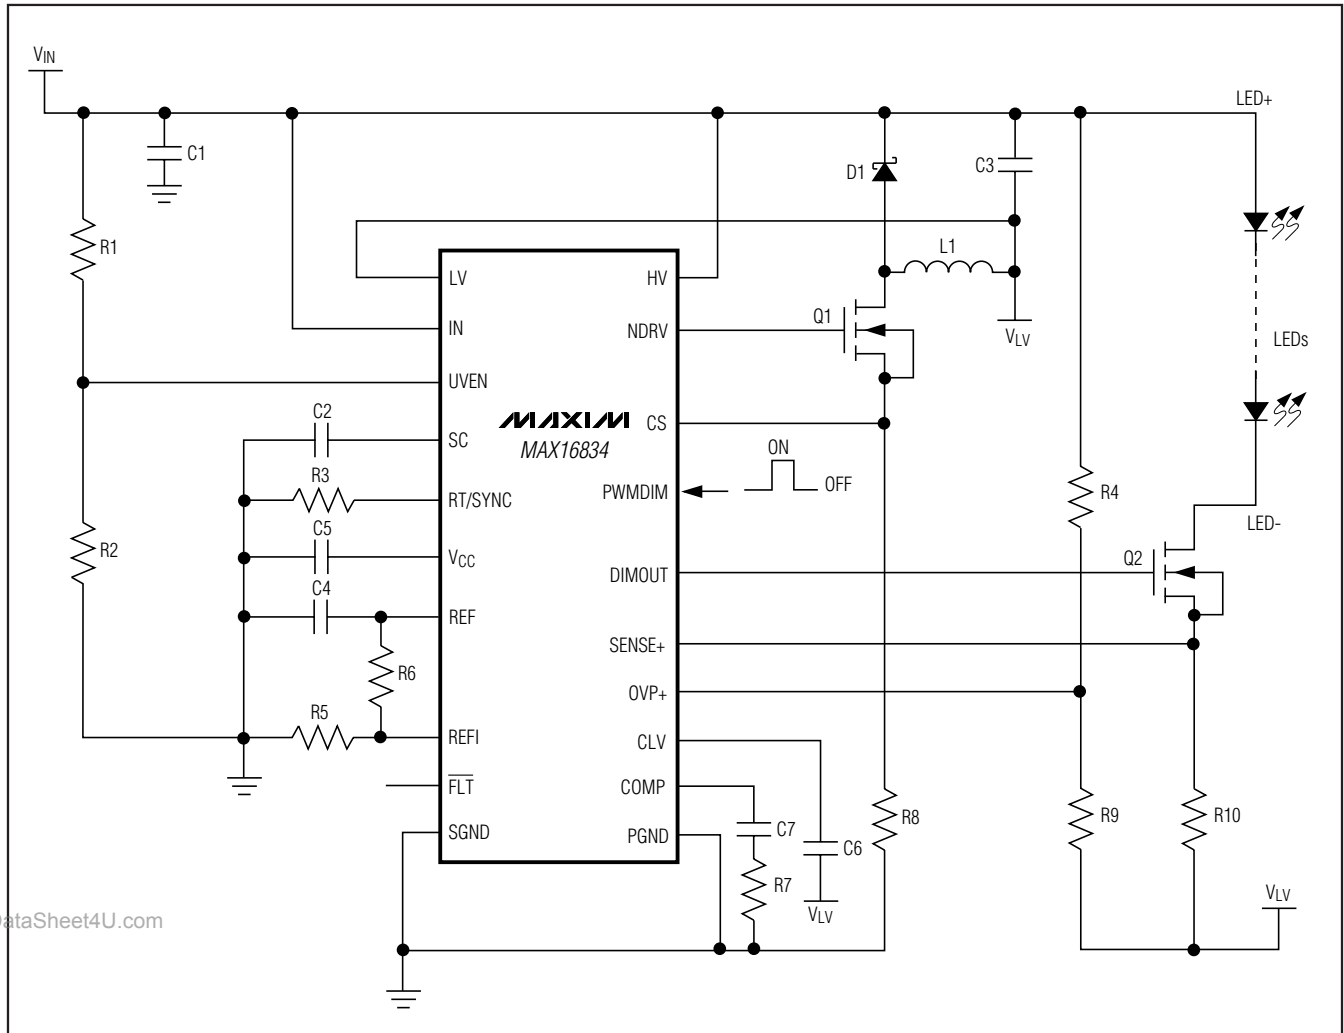 VIN
LED+
C1
D1
C3
R1
L1
LV
HV
Q1
IN
NDRV
VLV
LEDs
UVEN
C2
MAXIM
CS
SC
MAX16834
ON
R3
PWMDIM
OFF
RT/SYNC
R4
LED-
C5
R2
VCC
Q2
C4
DIMOUT
REF
SENSE+
R6
OVP+
R5
REFI
CLV
FLT
COMP
R8
R9
R10
C7
SGND
PGND
C6
R7
VLV
VLV
DataSheet4U.com